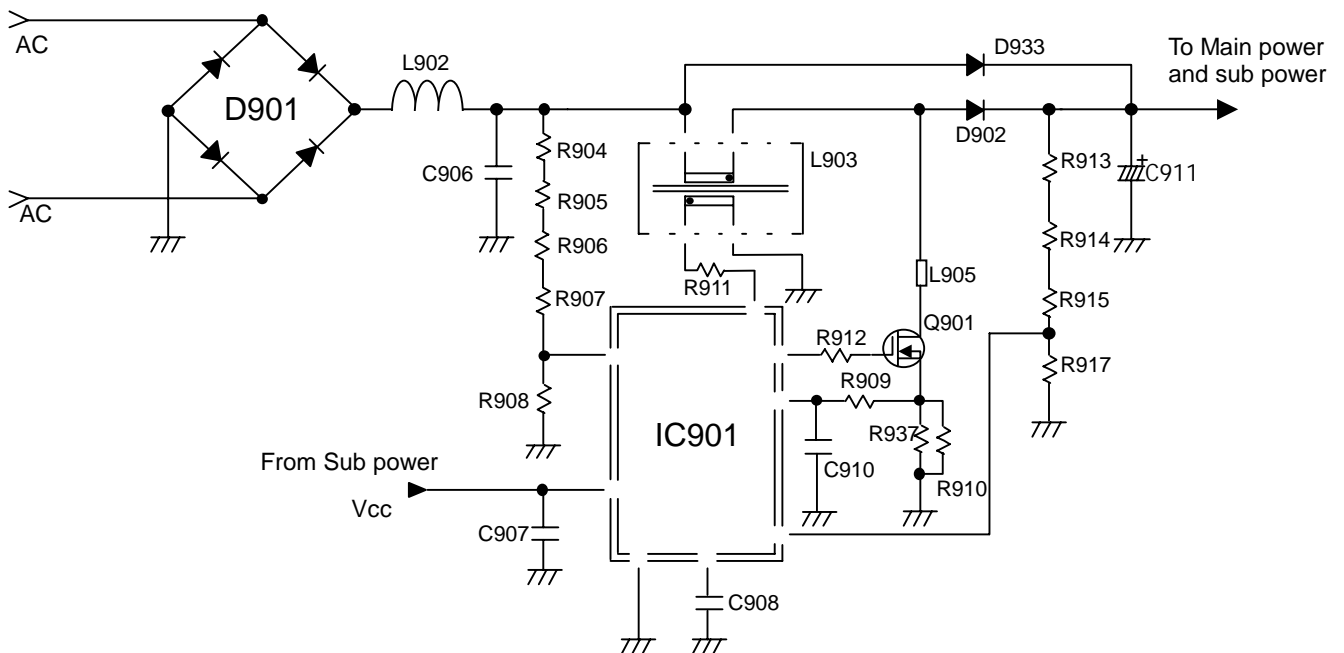 AC
D901
AC
L902
C906
R904
R905
R906
R907
R908
D933
D902
To Main power
and sub power
L903
R911
R913
C911
R914
R915
R917
L905
Q901
R912
R909
R937
R910
C910
IC901
From Sub power
Vcc
C907
C908